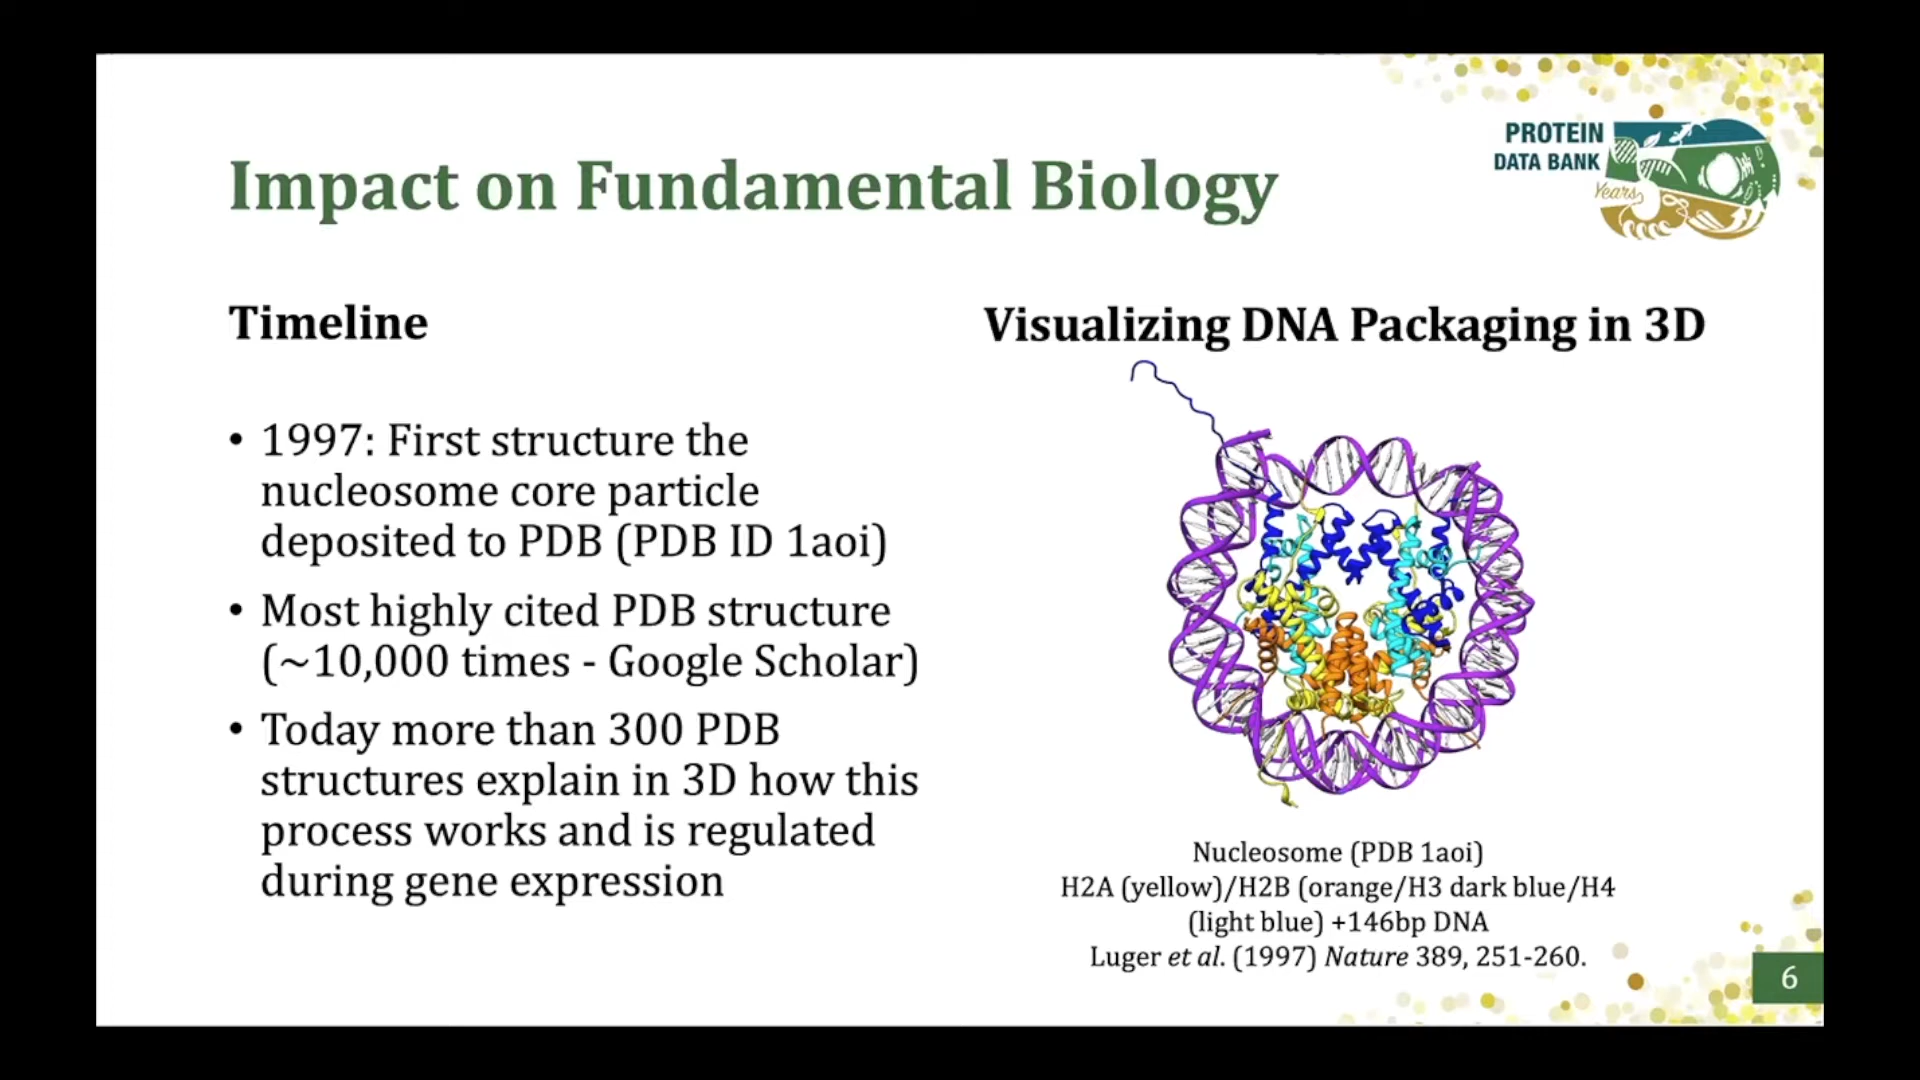 Impact on Fundamental Biology
PROTEIN
DATA BANK
Years
Timeline
• 1997: First structure the
nucleosome core particle
deposited to PDB (PDB ID 1aoi)
• Most highly cited PDB structure
(~10,000 times - Google Scholar)
• Today more than 300 PDB
structures explain in 3D how this
process works and is regulated
during gene expression
Visualizing DNA Packaging in 3D
Nucleosome (PDB 1aoi)
H2A (yellow)/H2B (orange/H3 dark blue/H4
(light blue) +146bp DNA
Luger et al. (1997) Nature 389, 251-260.
6